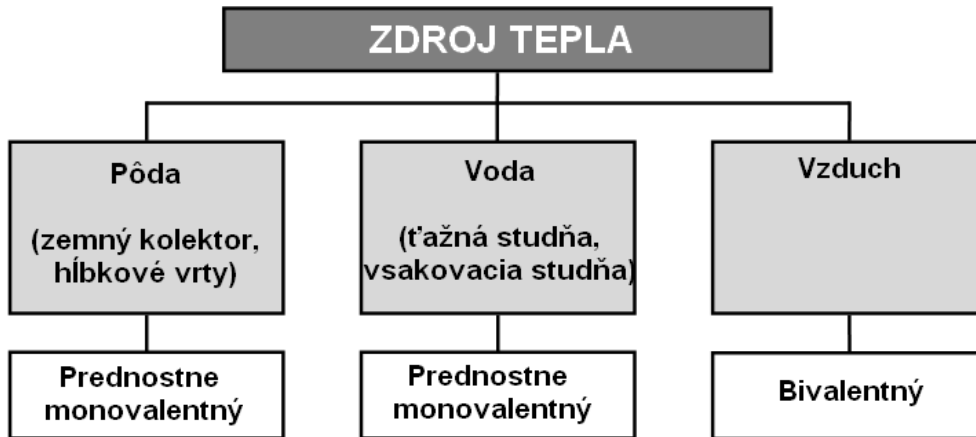 ZDROJ TEPLA
Pôda
(zemný kolektor,
hĺbkové vrty)
Voda
(ťažná studňa,
vsakovacia studňa)
Vzduch
Prednostne
monovalentný
Prednostne
monovalentný
Bivalentný